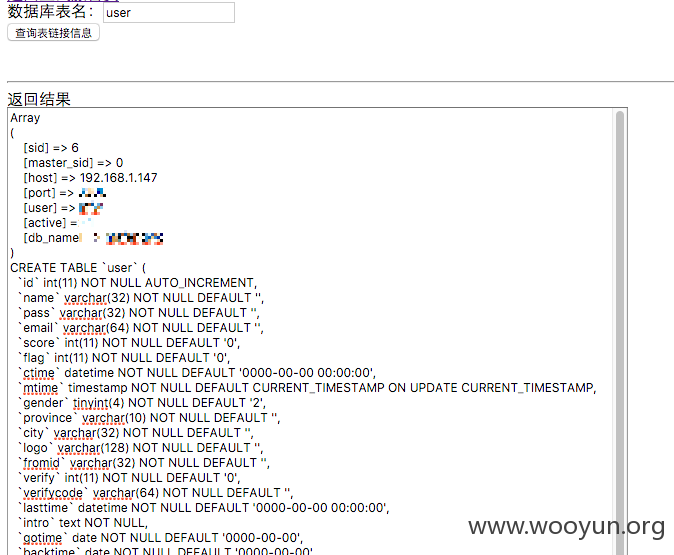 数据库表名： user
查询表链接信息
返回结果
Array
(
[sid] => 6
[master_sid] => 0
[host] => 192.168.1.147
[port] =>
[user] =>
[active] =
[db_name
)
CREATE TABLE `user` (
`id` int(11) NOT NULL AUTO_INCREMENT,
`name` varchar(32) NOT NULL DEFAULT '',
`pass` varchar(32) NOT NULL DEFAULT '',
`email` varchar(64) NOT NULL DEFAULT '',
`score` int(11) NOT NULL DEFAULT '0',
`flag` int(11) NOT NULL DEFAULT '0',
`ctime` datetime NOT NULL DEFAULT '0000-00-00 00:00:00',
`mtime` timestamp NOT NULL DEFAULT CURRENT_TIMESTAMP ON UPDATE CURRENT_TIMESTAMP,
`gender` tinyint(4) NOT NULL DEFAULT '2',
`province` varchar(10) NOT NULL DEFAULT '',
`city` varchar(32) NOT NULL DEFAULT '',
`logo` varchar(128) NOT NULL DEFAULT '',
`fromid` varchar(32) NOT NULL DEFAULT '',
`verify` int(11) NOT NULL DEFAULT '0',
`verifycode` varchar(64) NOT NULL DEFAULT '',
`lasttime` datetime NOT NULL DEFAULT '0000-00-00 00:00:00',
`intro` text NOT NULL,
`gotime` date NOT NULL DEFAULT '0000-00-00',
`backtime` date NOT NULL DEFAULT '0000-00-00'
www.wooyun.org